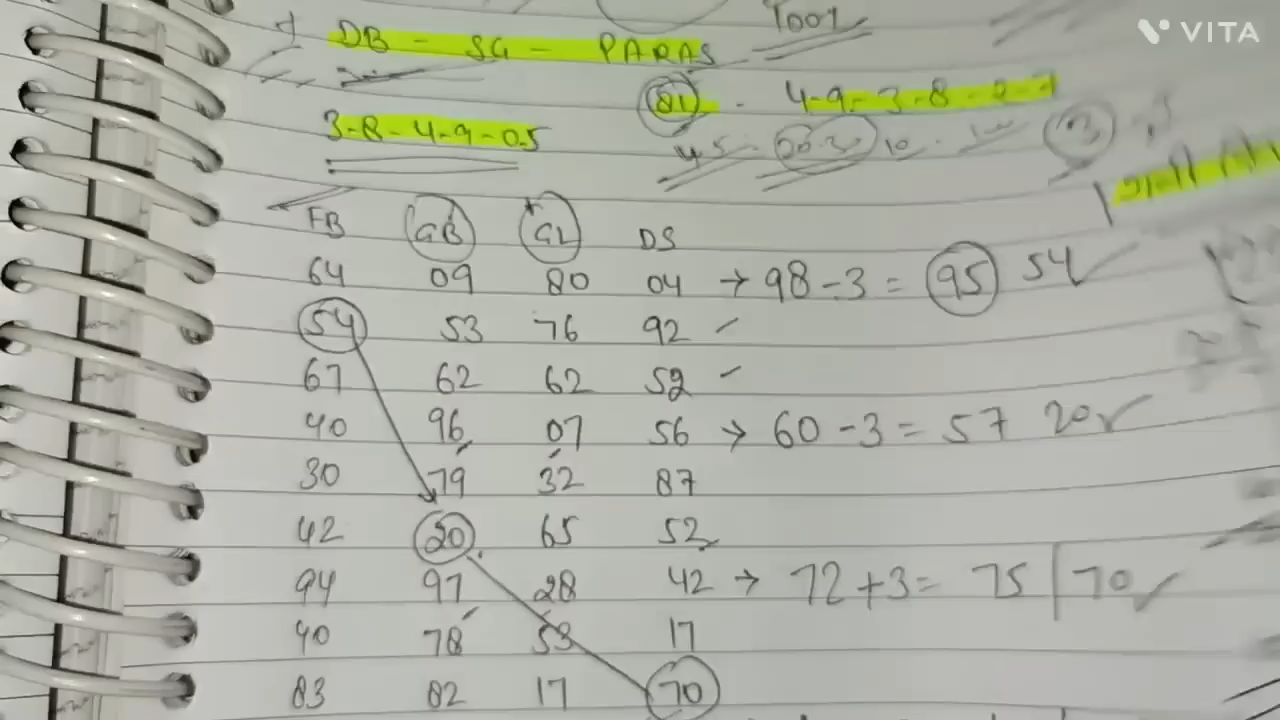 DB - SG - PARAS 1001
VITA
81 - 4-9-3-8-
3-8-4-9-0.5
45 10
FB GB GL DS
64 09 80 04 → 98-3 = 95 54 ✓
54 53 76 92
67 62 62 52
40 96 07 56 → 60-3 = 57 20 ✓
30 79 32 87
42 20 65 52
94 97 28 42 → 72+3= 75 | 70 ✓
40 78 53 17
83 82 17 70